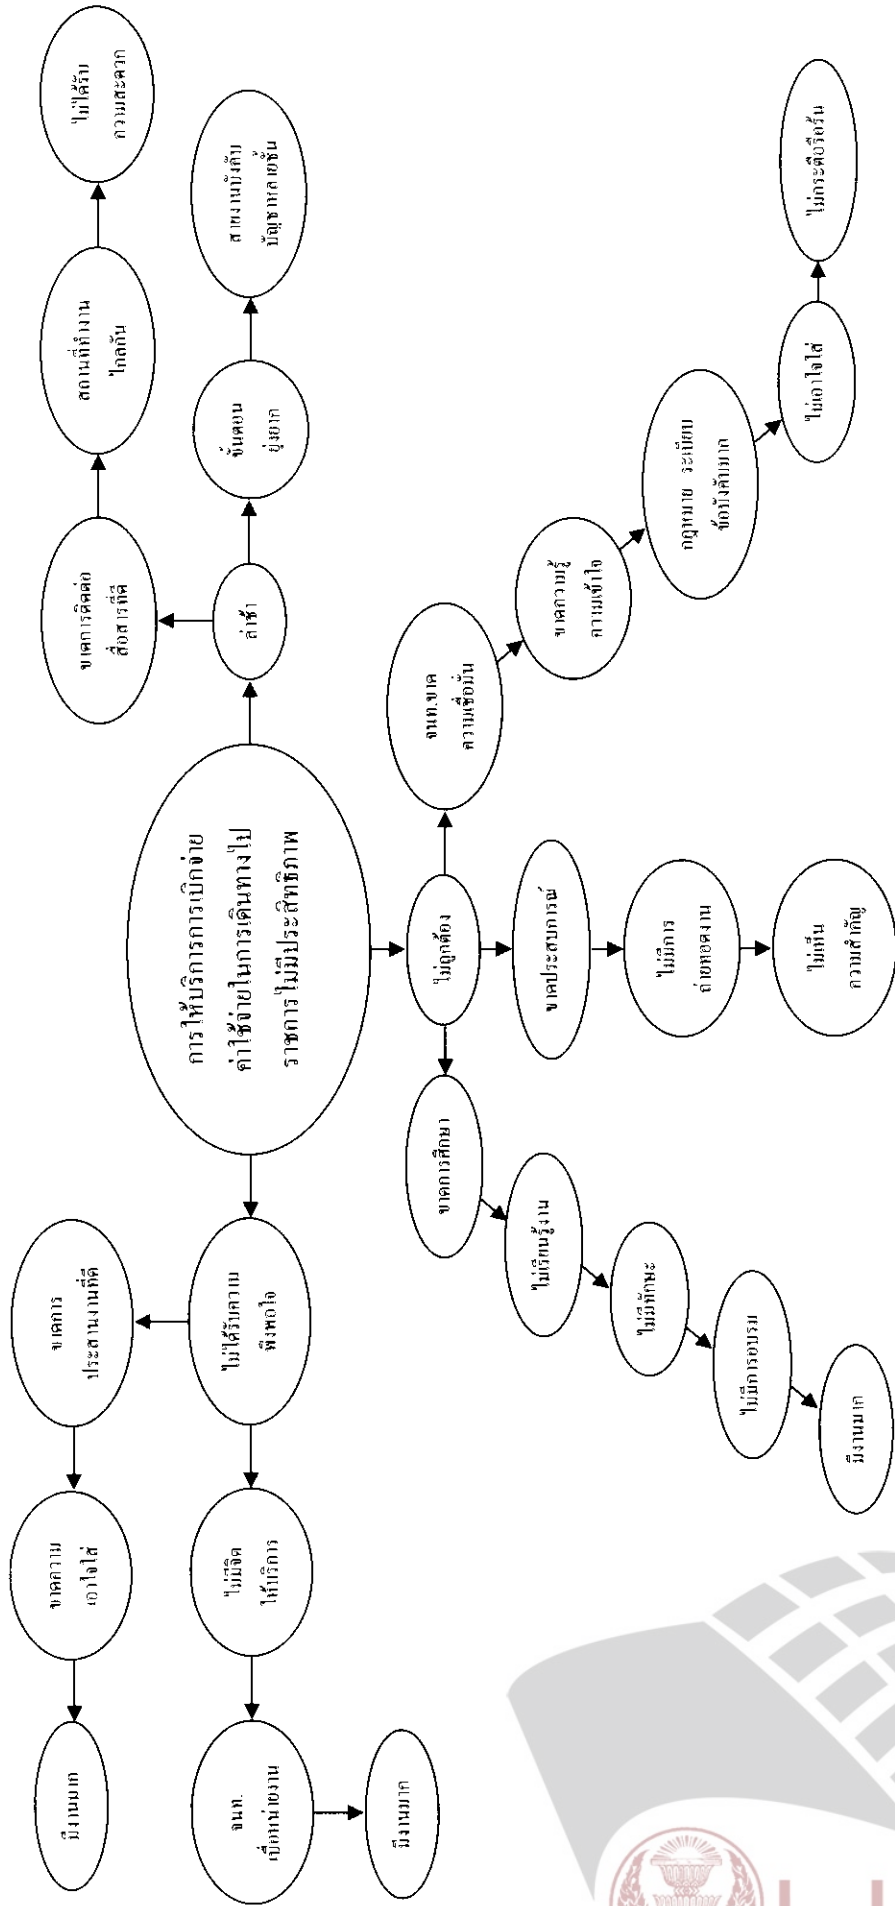 มีงานมาก
ขาดความ
เอาใจใส่
ขาดการ
ประสานงานที่ดี
ขาดการติดต่อ
สื่อสารที่ดี
สถานที่ทำงาน
ไกลกัน
ไม่ได้รับ
ความสะดวก
จนท.
เบื่อหน่ายงาน
ไม่มีจิต
ให้บริการ
ไม่ได้รับความ
พึงพอใจ
การให้บริการการเบิกจ่าย
ค่าใช้จ่ายในการเดินทางไป
ราชการไม่มีประสิทธิภาพ
ล่าช้า
ขั้นตอน
ยุ่งยาก
สายงานบังคับ
บัญชาหลายชั้น
มีงานมาก
ขาดการศึกษา
ไม่ถูกต้อง
จนท.ขาด
ความเชื่อมั่น
ไม่เรียนรู้งาน
ขาดประสบการณ์
ขาดความรู้
ความเข้าใจ
ไม่มีทักษะ
ไม่มีการ
ถ่ายทอดงาน
กฎหมาย ระเบียบ
ข้อบังคับมาก
ไม่มีการอบรม
ไม่เห็น
ความสำคัญ
ไม่เอาใจใส่
ไม่กระตือรือร้น
มีงานมาก